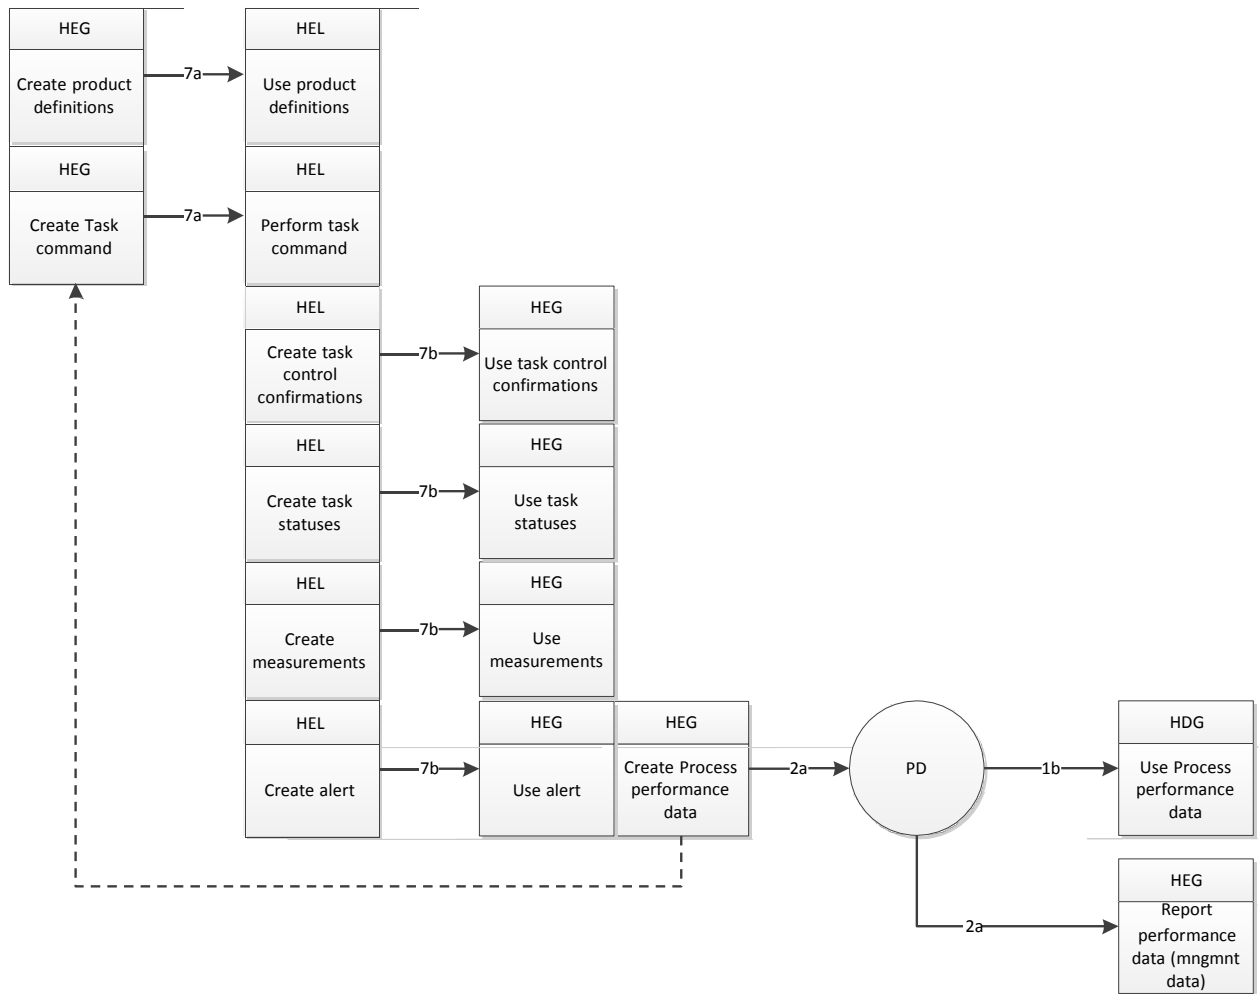 HEG
Create product
definitions
7a
HEL
Use product
definitions
HEG
Create Task
command
7a
HEL
Perform task
command
HEL
Create task
control
confirmations
7b
HEG
Use task control
confirmations
HEL
Create task
statuses
7b
HEG
Use task
statuses
HEL
Create
measurements
7b
HEG
Use
measurements
HEL
Create alert
7b
HEG
Use alert
HEG
Create Process
performance
data
2a
PD
1b
HDG
Use Process
performance
data
2a
HEG
Report
performance
data (mngmnt
data)